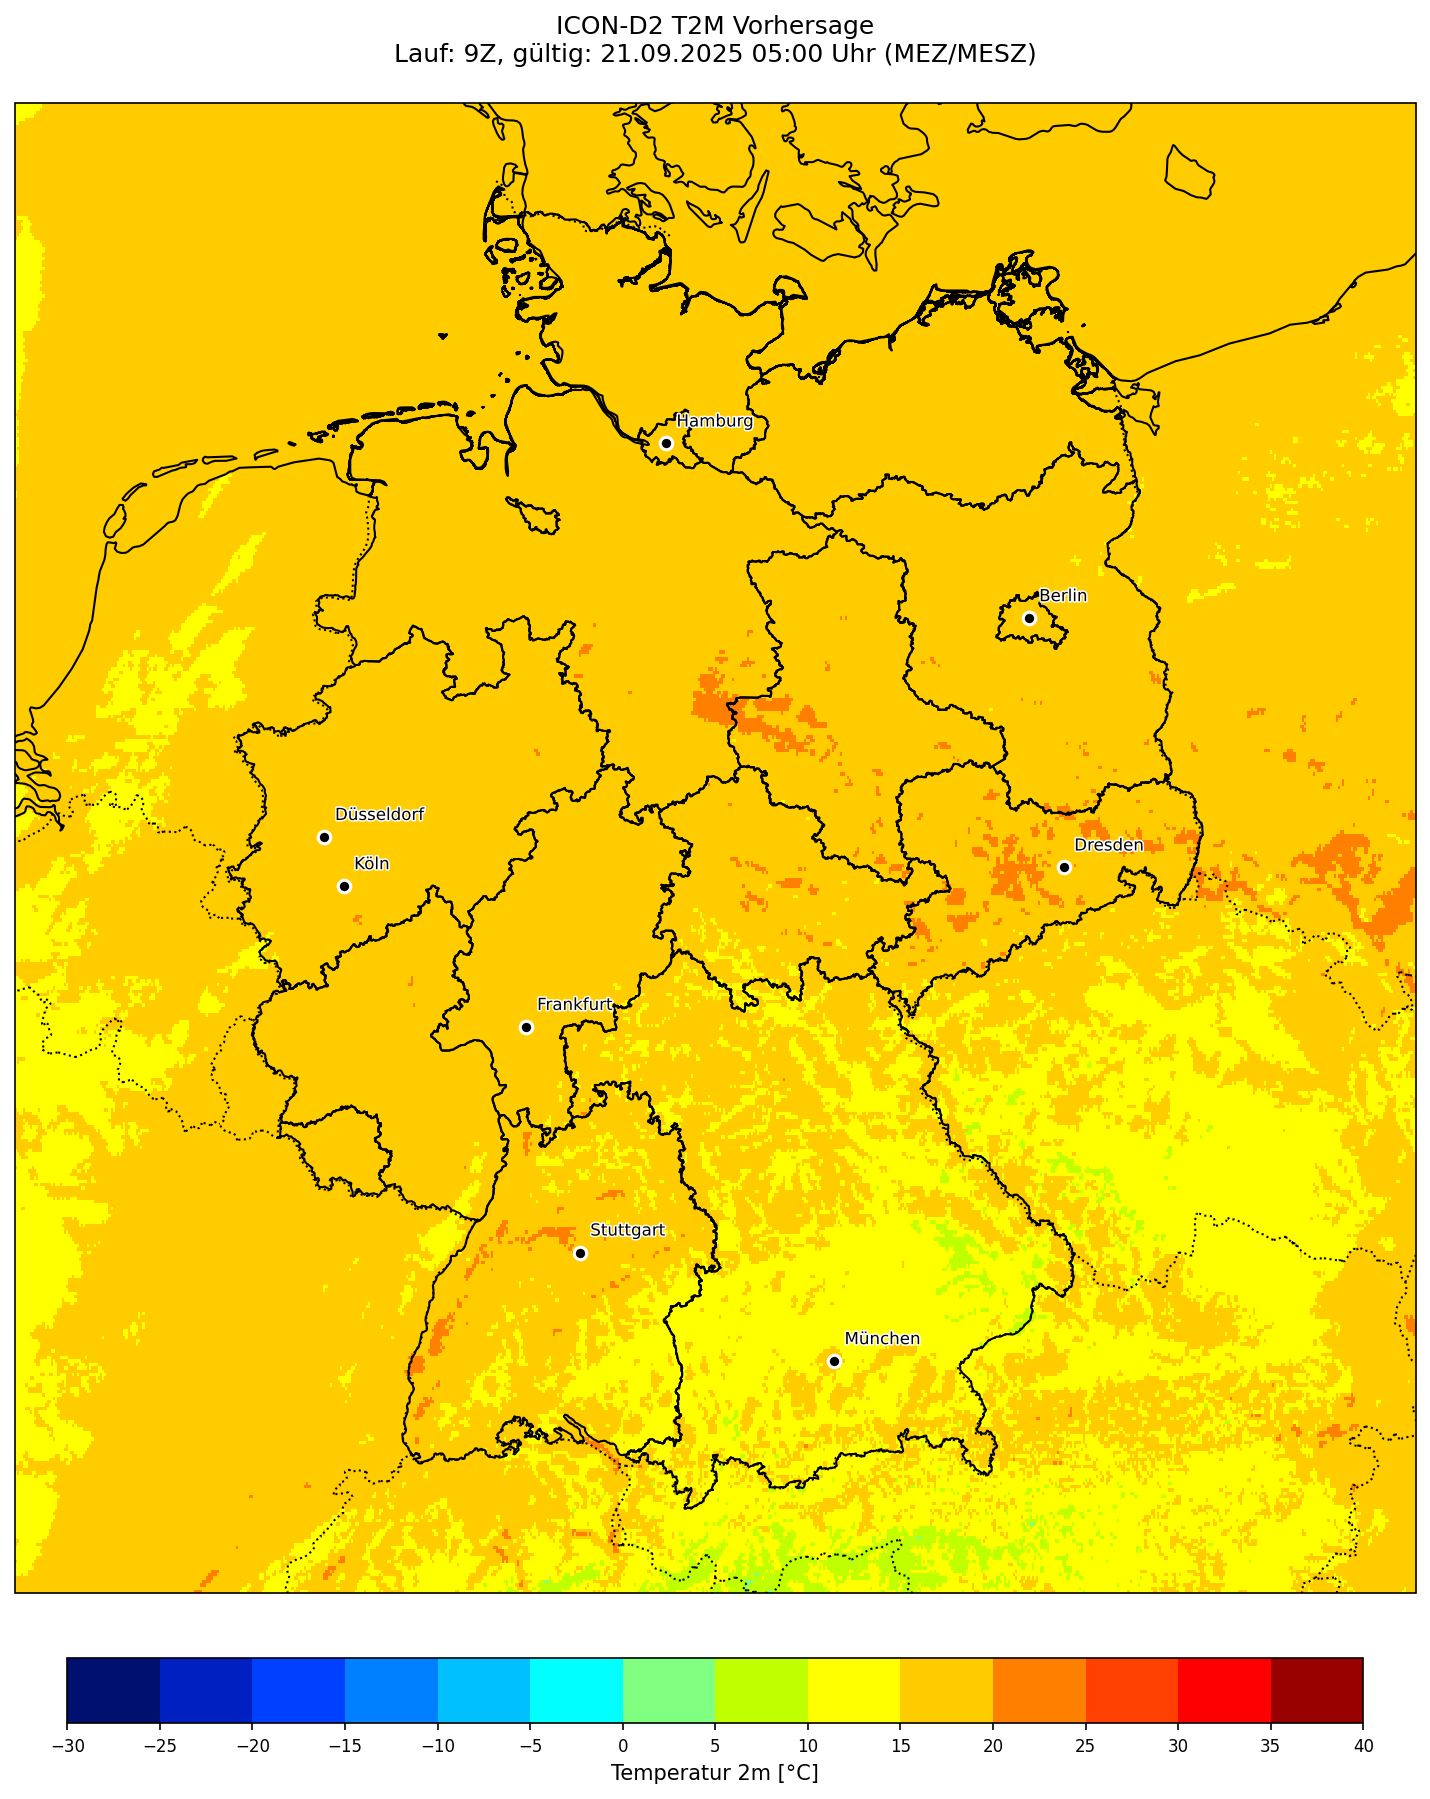 ICON-D2 T2M Vorhersage
Lauf: 9Z, gültig: 21.09.2025 05:00 Uhr (MEZ/MESZ)
Hamburg
Berlin
Düsseldorf
Köln
Dresden
Frankfurt
Stuttgart
München
−30 −25 −20 −15 −10 −5 0 5 10 15 20 25 30 35 40
Temperatur 2m [°C]